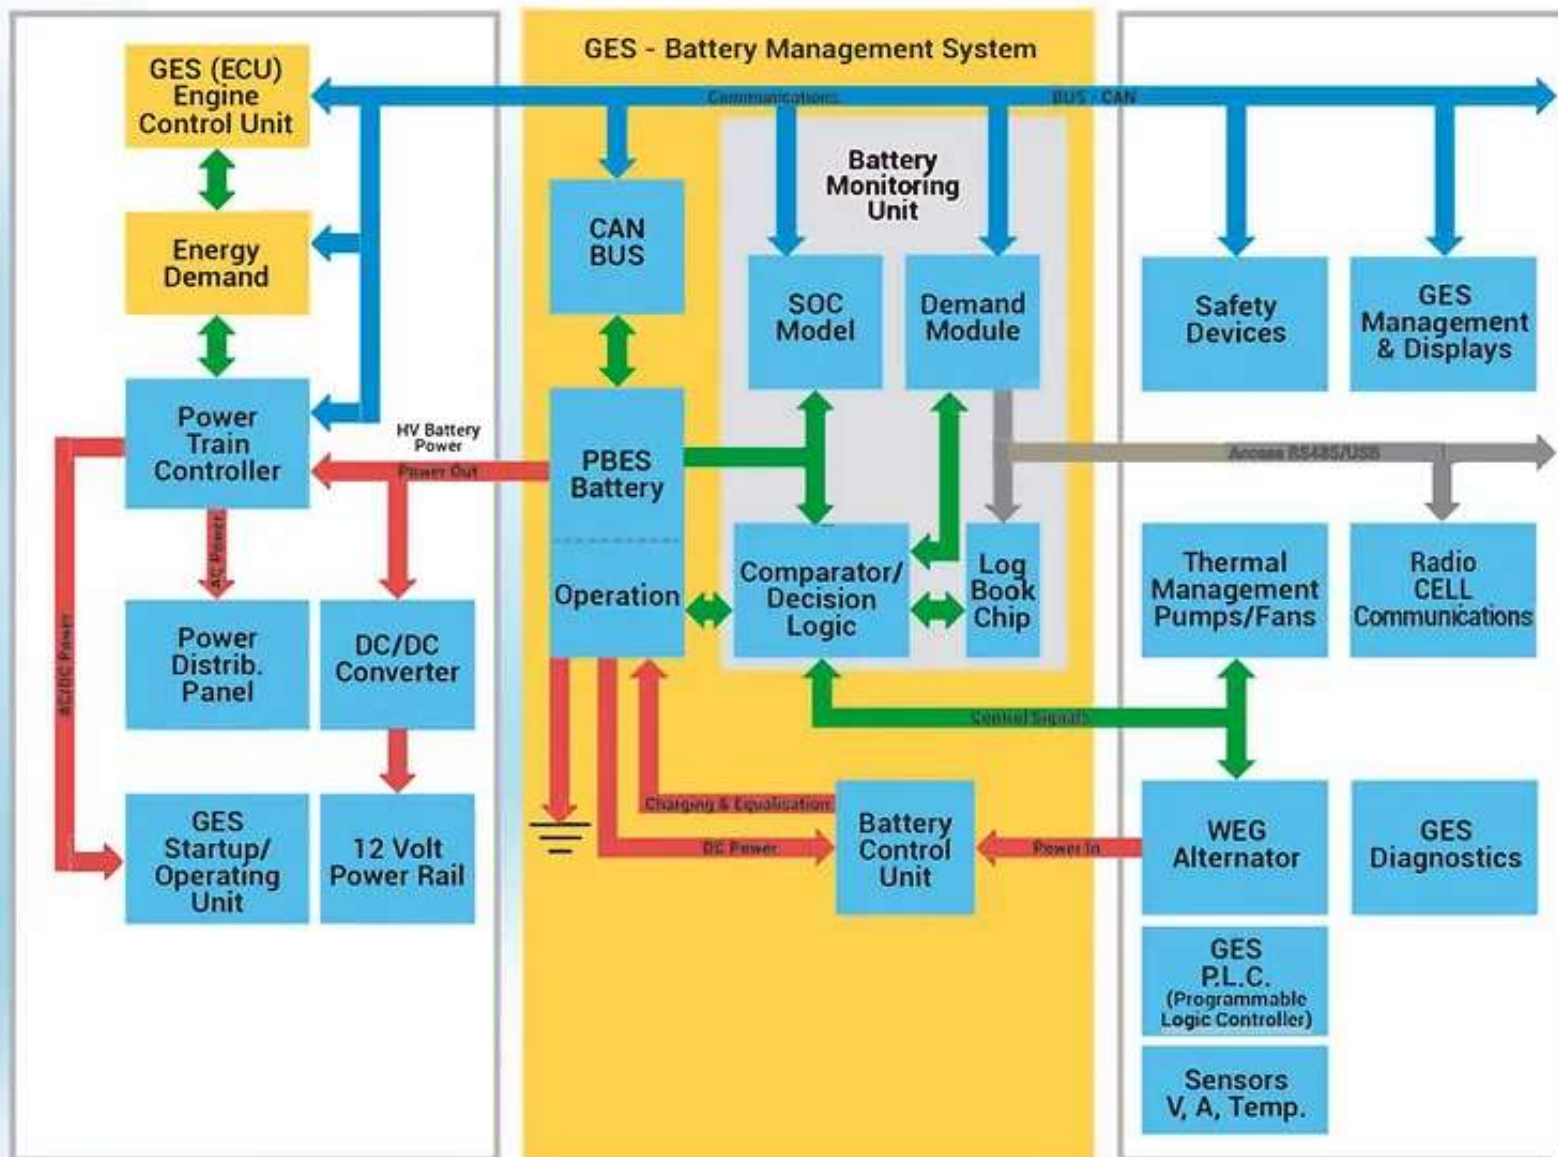 GES - Battery Management System
GES (ECU)
Engine
Control Unit
Communications
BUS - CAN
Battery
Monitoring
Unit
CAN
BUS
Energy
Demand
SOC
Model
Demand
Module
Safety
Devices
GES
Management
& Displays
Power
Train
Controller
HV Battery
Power
Power Out
PBES
Battery
Access RS485/USB
AC Power
Operation
Comparator/
Decision
Logic
Log
Book
Chip
Thermal
Management
Pumps/Fans
Radio
CELL
Communications
AC/DC Power
Power
Distrib.
Panel
DC/DC
Converter
Control Signals
GES
Startup/
Operating
Unit
12 Volt
Power Rail
Charging & Equalisation
DC Power
Battery
Control
Unit
Power In
WEG
Alternator
GES
Diagnostics
GES
P.L.C.
(Programmable
Logic Controller)
Sensors
V, A, Temp.